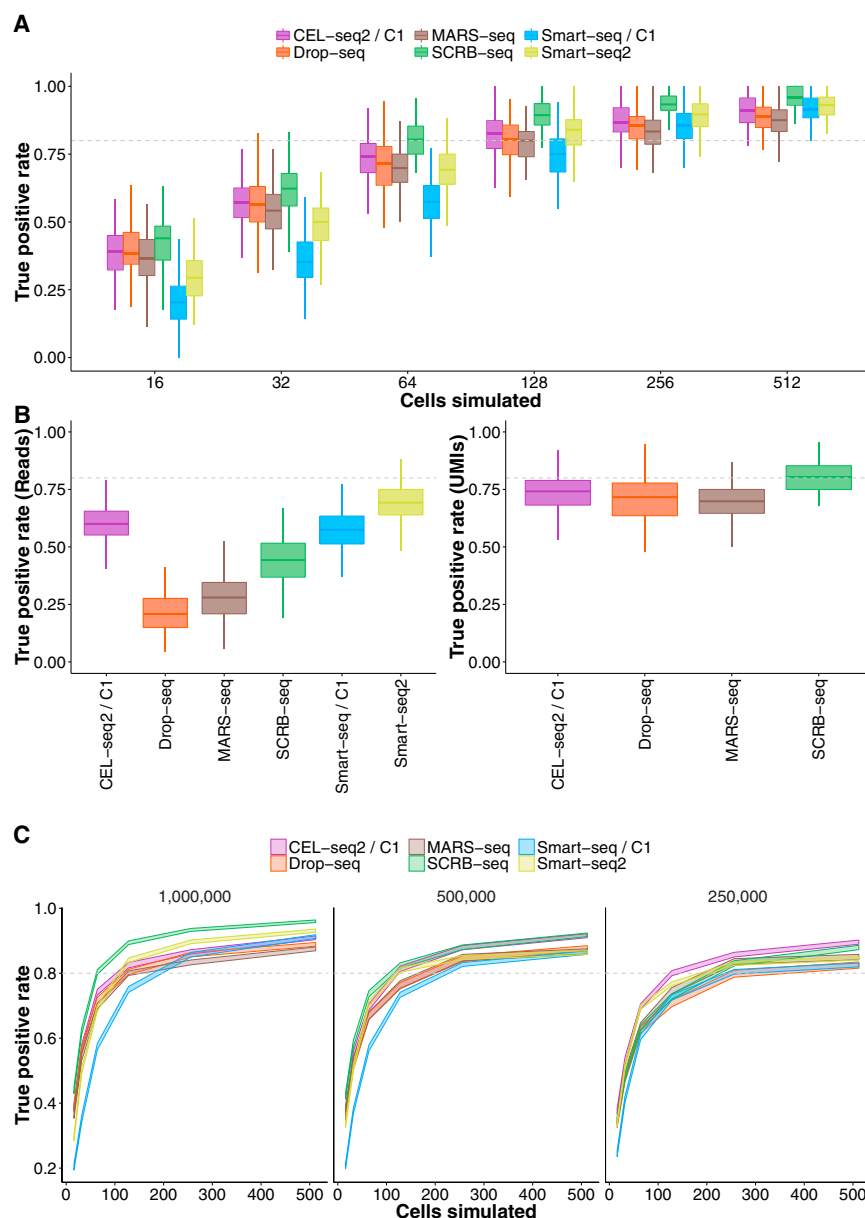 A
CEL−seq2 / C1 MARS−seq Smart−seq / C1
Drop−seq SCRB−seq Smart−seq2
True positive rate
1.00
0.75
0.50
0.25
0.00
16 32 64 128 256 512
Cells simulated
B
True positive rate (Reads)
1.00
0.75
0.50
0.25
0.00
CEL−seq2 / C1
Drop−seq
MARS−seq
SCRB−seq
Smart−seq / C1
Smart−seq2
True positive rate (UMIs)
1.00
0.75
0.50
0.25
0.00
CEL−seq2 / C1
Drop−seq
MARS−seq
SCRB−seq
C
CEL−seq2 / C1 MARS−seq Smart−seq / C1
Drop−seq SCRB−seq Smart−seq2
1,000,000 500,000 250,000
True positive rate
1.0
0.8
0.6
0.4
0.2
0 100 200 300 400 500 0 100 200 300 400 500 0 100 200 300 400 500
Cells simulated